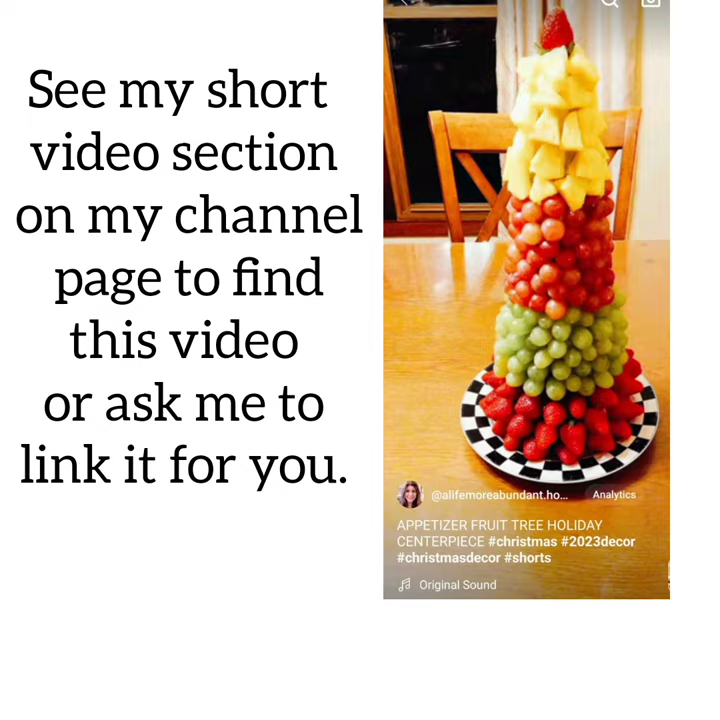 See my short
video section
on my channel
page to find
this video
or ask me to
link it for you.
@alifemoreabundant.ho...
Analytics
APPETIZER FRUIT TREE HOLIDAY
CENTERPIECE #christmas #2023decor
#christmasdecor #shorts
Original Sound